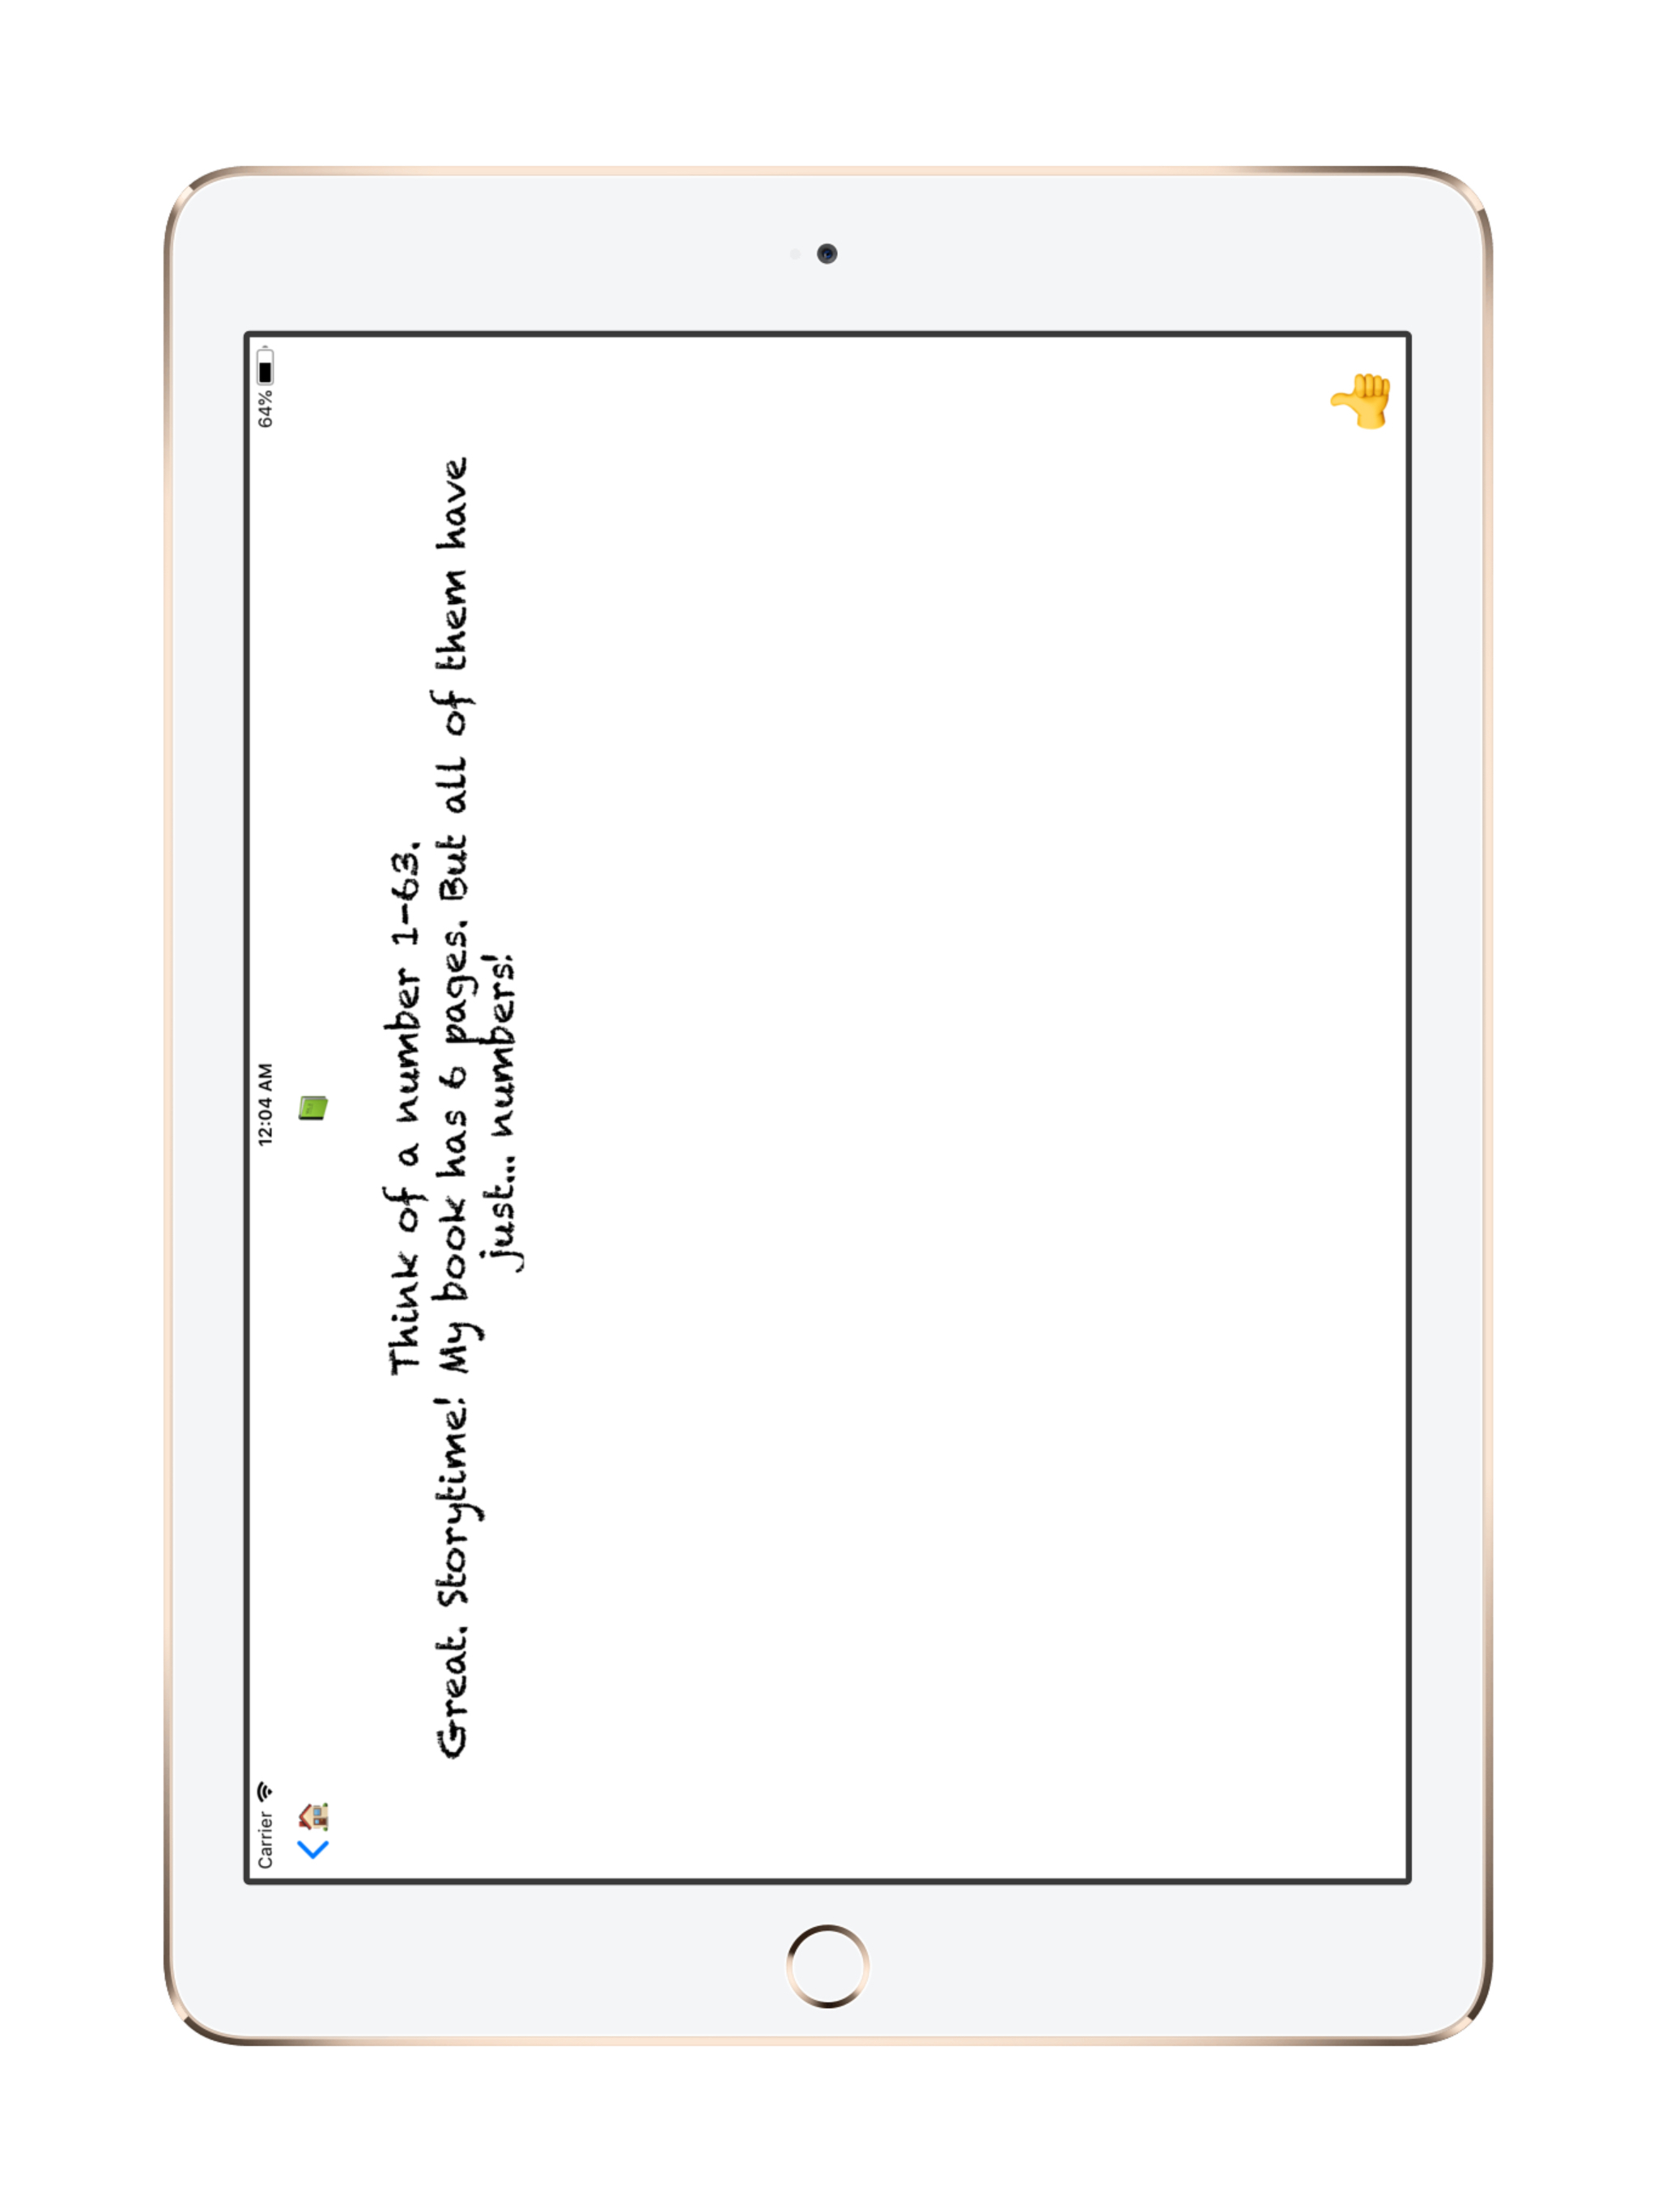 Carrier 12:04 AM 64%
Think of a number 1-63.
Great. Storytime! My book has 6 pages. But all of them have
just... numbers!